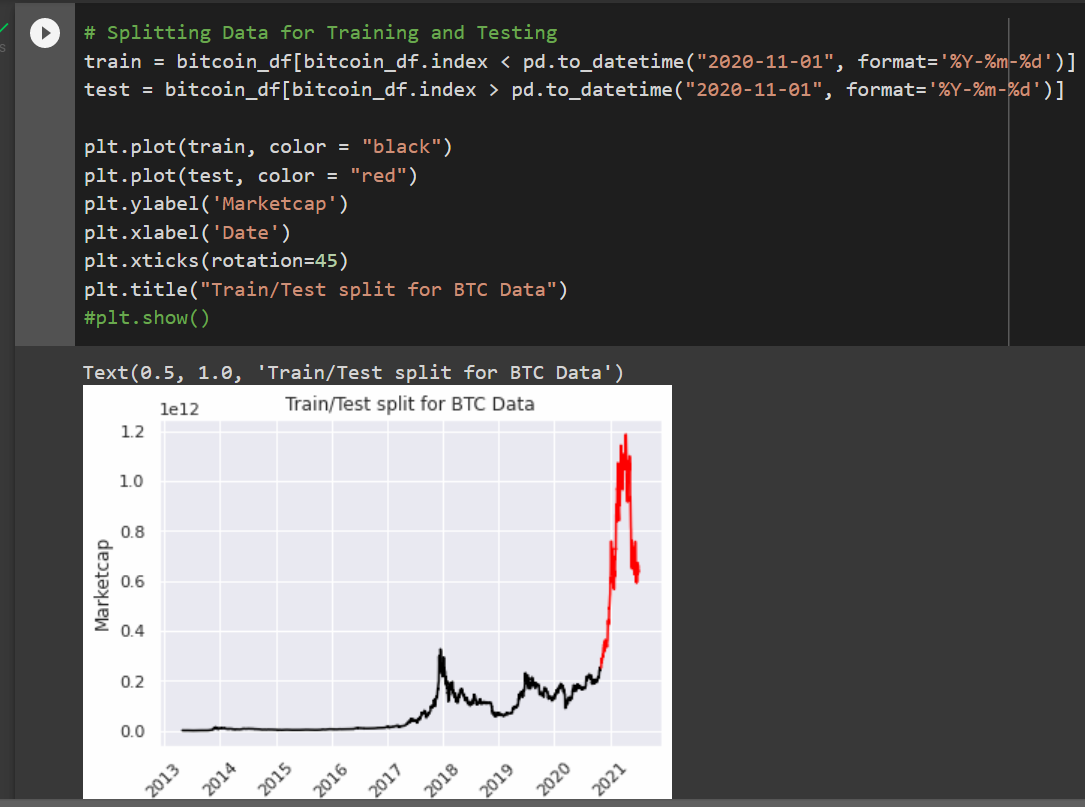 # Splitting Data for Training and Testing
train = bitcoin_df[bitcoin_df.index < pd.to_datetime("2020-11-01", format='%Y-%m-%d')]
test = bitcoin_df[bitcoin_df.index > pd.to_datetime("2020-11-01", format='%Y-%m-%d')]
plt.plot(train, color = "black")
plt.plot(test, color = "red")
plt.ylabel('Marketcap')
plt.xlabel('Date')
plt.xticks(rotation=45)
plt.title("Train/Test split for BTC Data")
#plt.show()
Text(0.5, 1.0, 'Train/Test split for BTC Data')
Train/Test split for BTC Data
1e12
1.2
1.0
0.8
0.6
0.4
0.2
0.0
Marketcap
2013 2014 2015 2016 2017 2018 2019 2020 2021
s